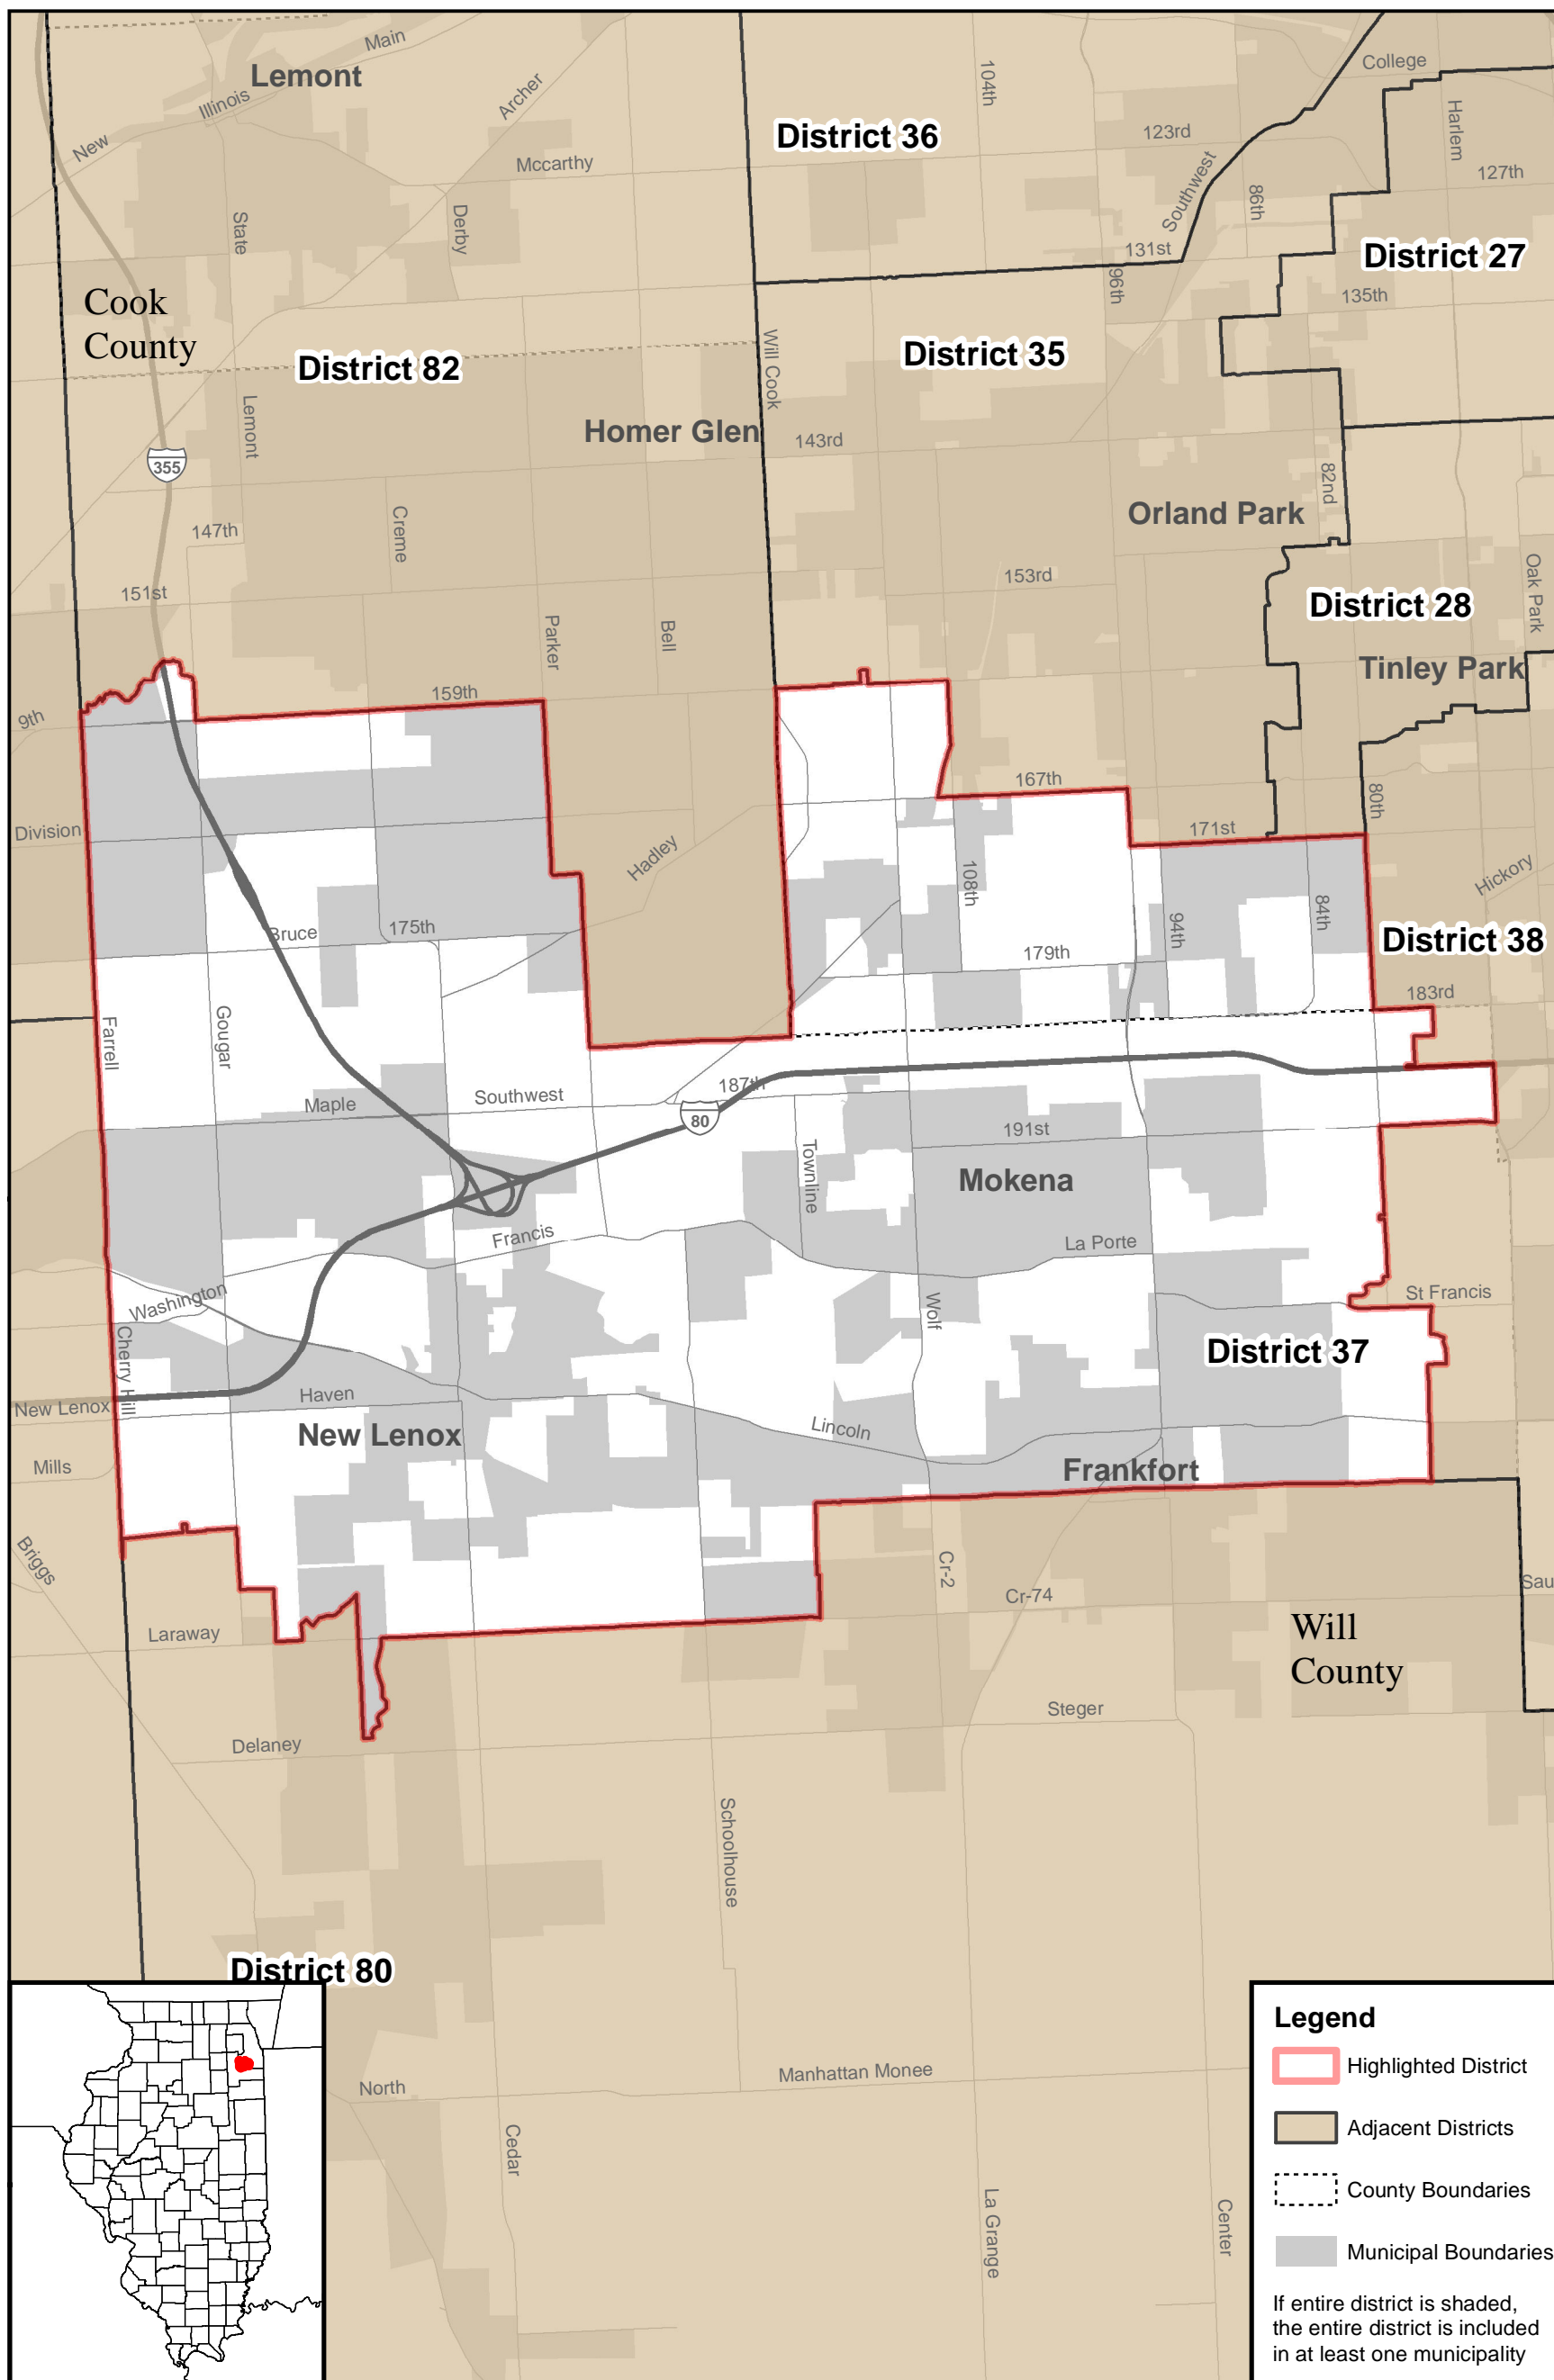 Main
Lemont
Illinois
Archer
New
104th
College
District 36
123rd
Harlem
Mccarthy
127th
State
Derby
Southwest
86th
131st
District 27
96th
135th
Cook
County
Will Cook
District 82
District 35
Lemont
Homer Glen
143rd
355
82nd
Creme
Orland Park
147th
151st
153rd
Oak Park
District 28
Parker
Bell
Tinley Park
159th
9th
167th
80th
Division
171st
Hadley
108th
Hickory
84th
94th
Bruce
175th
179th
District 38
183rd
Farrell
Gougar
187th
Southwest
Maple
80
191st
Townline
Mokena
Francis
La Porte
Washington
Wolf
St Francis
Cherry Hill
District 37
Haven
New Lenox
Lincoln
New Lenox
Mills
Frankfort
Briggs
Cr-2
Cr-74
Sau
Laraway
Will
County
Steger
Delaney
Schoolhouse
District 80
Manhattan Monee
North
Cedar
La Grange
Center
Legend
Highlighted District
Adjacent Districts
County Boundaries
Municipal Boundaries
If entire district is shaded,
the entire district is included
in at least one municipality